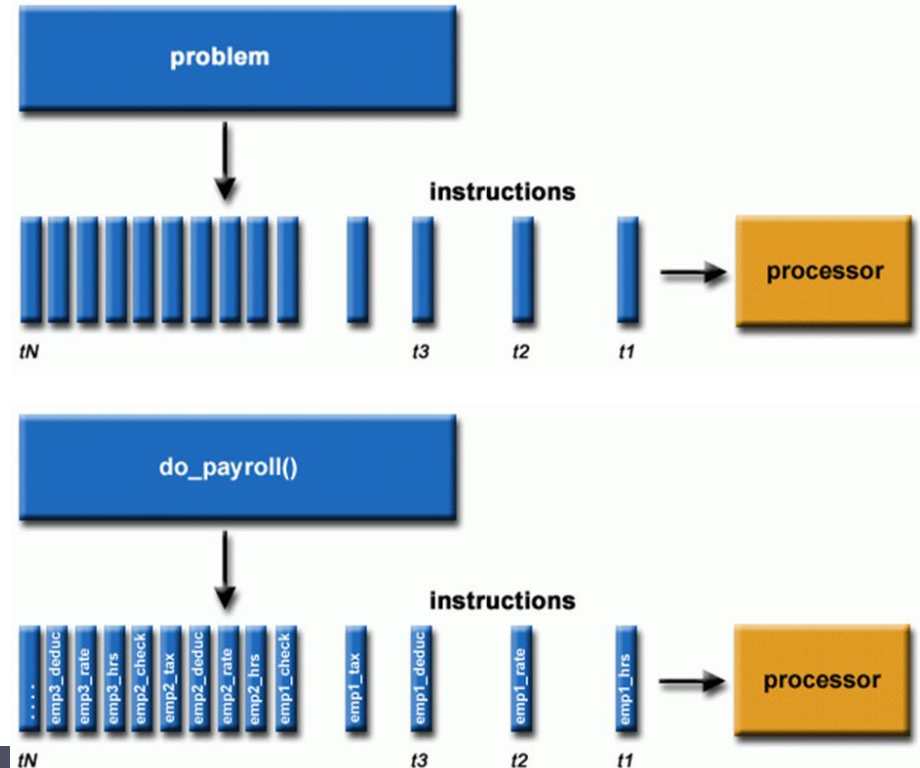 problem
instructions
processor
tN t3 t2 t1
do_payroll()
instructions
.... emp3_deduc emp3_rate emp3_hrs emp2_check emp2_tax emp2_deduc emp2_rate emp2_hrs emp1_check emp1_tax emp1_deduc emp1_rate emp1_hrs
processor
tN t3 t2 t1